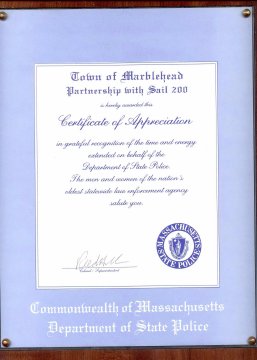 Town of Marblehead
Partnership with Sail 200
is hereby awarded this
Certificate of Appreciation
in grateful recognition of the time and energy
extended on behalf of the
Department of State Police.
The men and women of the nation's
oldest statewide law enforcement agency
salute you.
MASSACHUSETTS
STATE POLICE
Colonel / Superintendent
Commonwealth of Massachusetts
Department of State Police